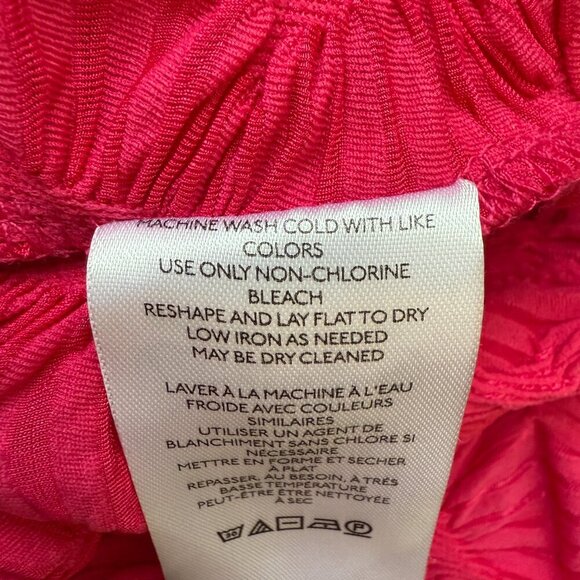 MACHINE WASH COLD WITH LIKE
COLORS
USE ONLY NON-CHLORINE
BLEACH
RESHAPE AND LAY FLAT TO DRY
LOW IRON AS NEEDED
MAY BE DRY CLEANED
LAVER À LA MACHINE À L'EAU
FROIDE AVEC COULEURS
SIMILAIRES
UTILISER UN AGENT DE
BLANCHIMENT SANS CHLORE SI
NÉCESSAIRE
METTRE EN FORME ET SÉCHER
À PLAT
REPASSER, AU BESOIN, À TRÈS
BASSE TEMPÉRATURE
PEUT-ÊTRE ÊTRE NETTOYÉE
À SEC
30
P